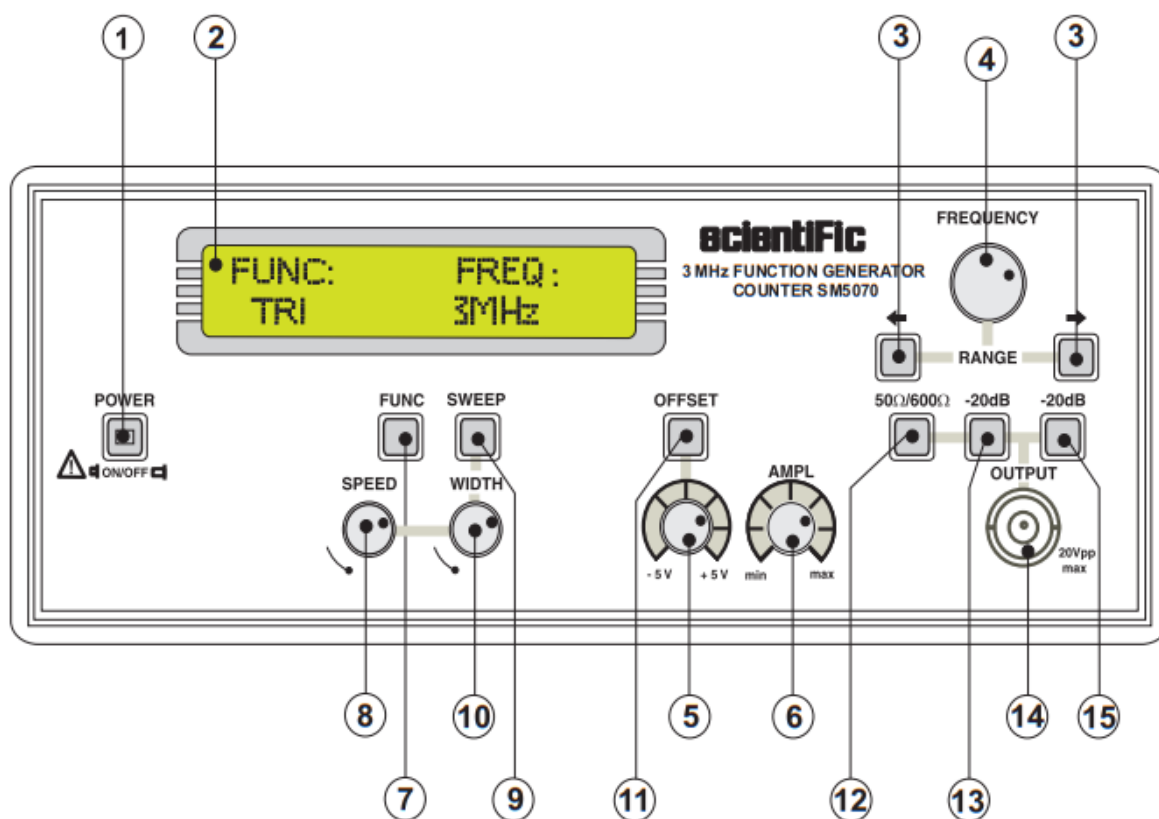 1 2 3 4 3
FREQUENCY
scientiFic
3 MHz FUNCTION GENERATOR
COUNTER SM5070
FUNC: FREQ:
TRI 3MHz
RANGE
POWER FUNC SWEEP OFFSET 50Ω/600Ω -20dB -20dB
ON/OFF
SPEED WIDTH AMPL OUTPUT
- 5 V + 5 V min max
20Vpp
max
8 10 5 6 14 15
7 9 11 12 13